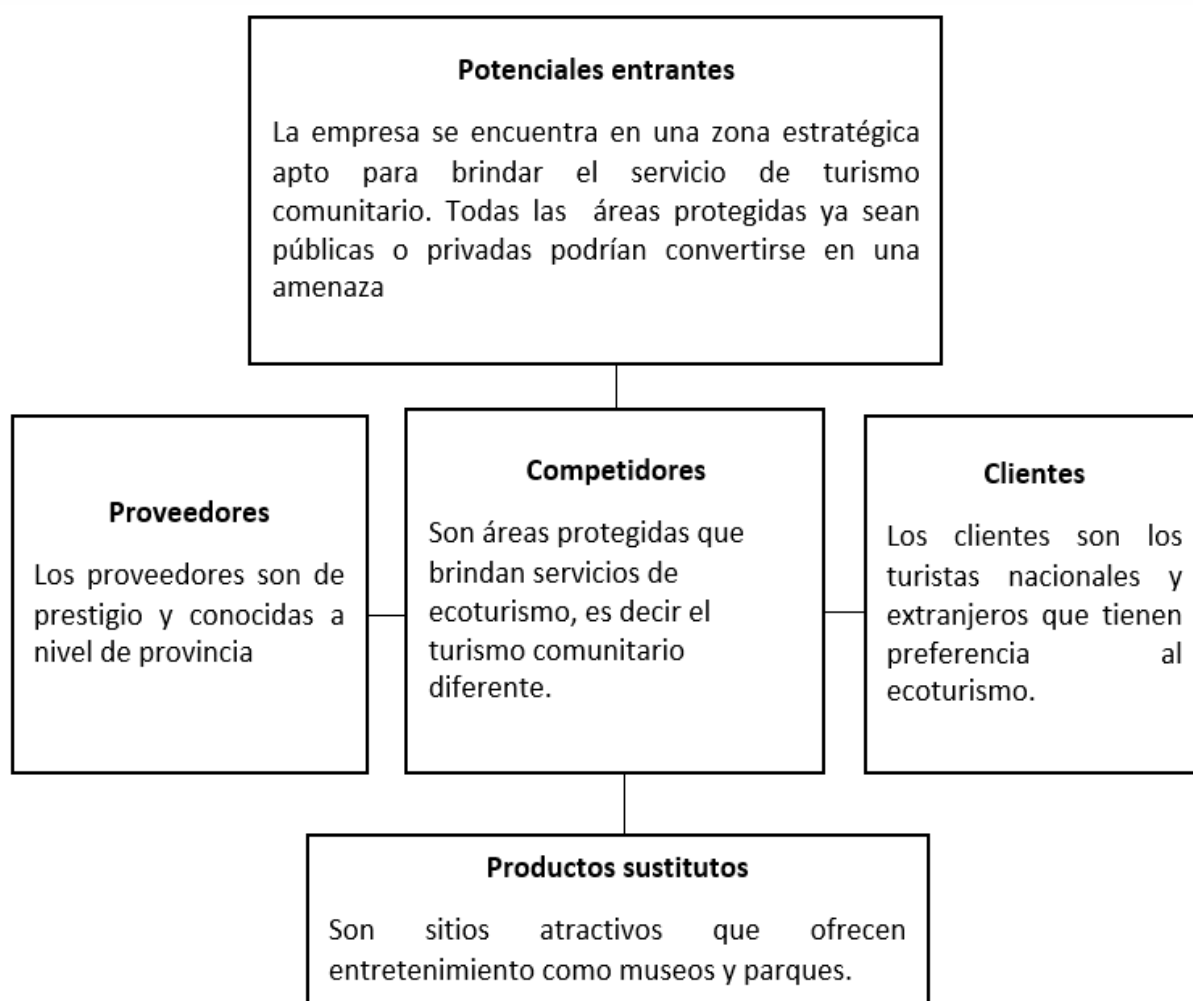 Potenciales entrantes
La empresa se encuentra en una zona estratégica
apto para brindar el servicio de turismo
comunitario. Todas las áreas protegidas ya sean
públicas o privadas podrían convertirse en una
amenaza
Proveedores
Los proveedores son de
prestigio y conocidas a
nivel de provincia
Competidores
Son áreas protegidas que
brindan servicios de
ecoturismo, es decir el
turismo comunitario
diferente.
Clientes
Los clientes son los
turistas nacionales y
extranjeros que tienen
preferencia al
ecoturismo.
Productos sustitutos
Son sitios atractivos que ofrecen
entretenimiento como museos y parques.